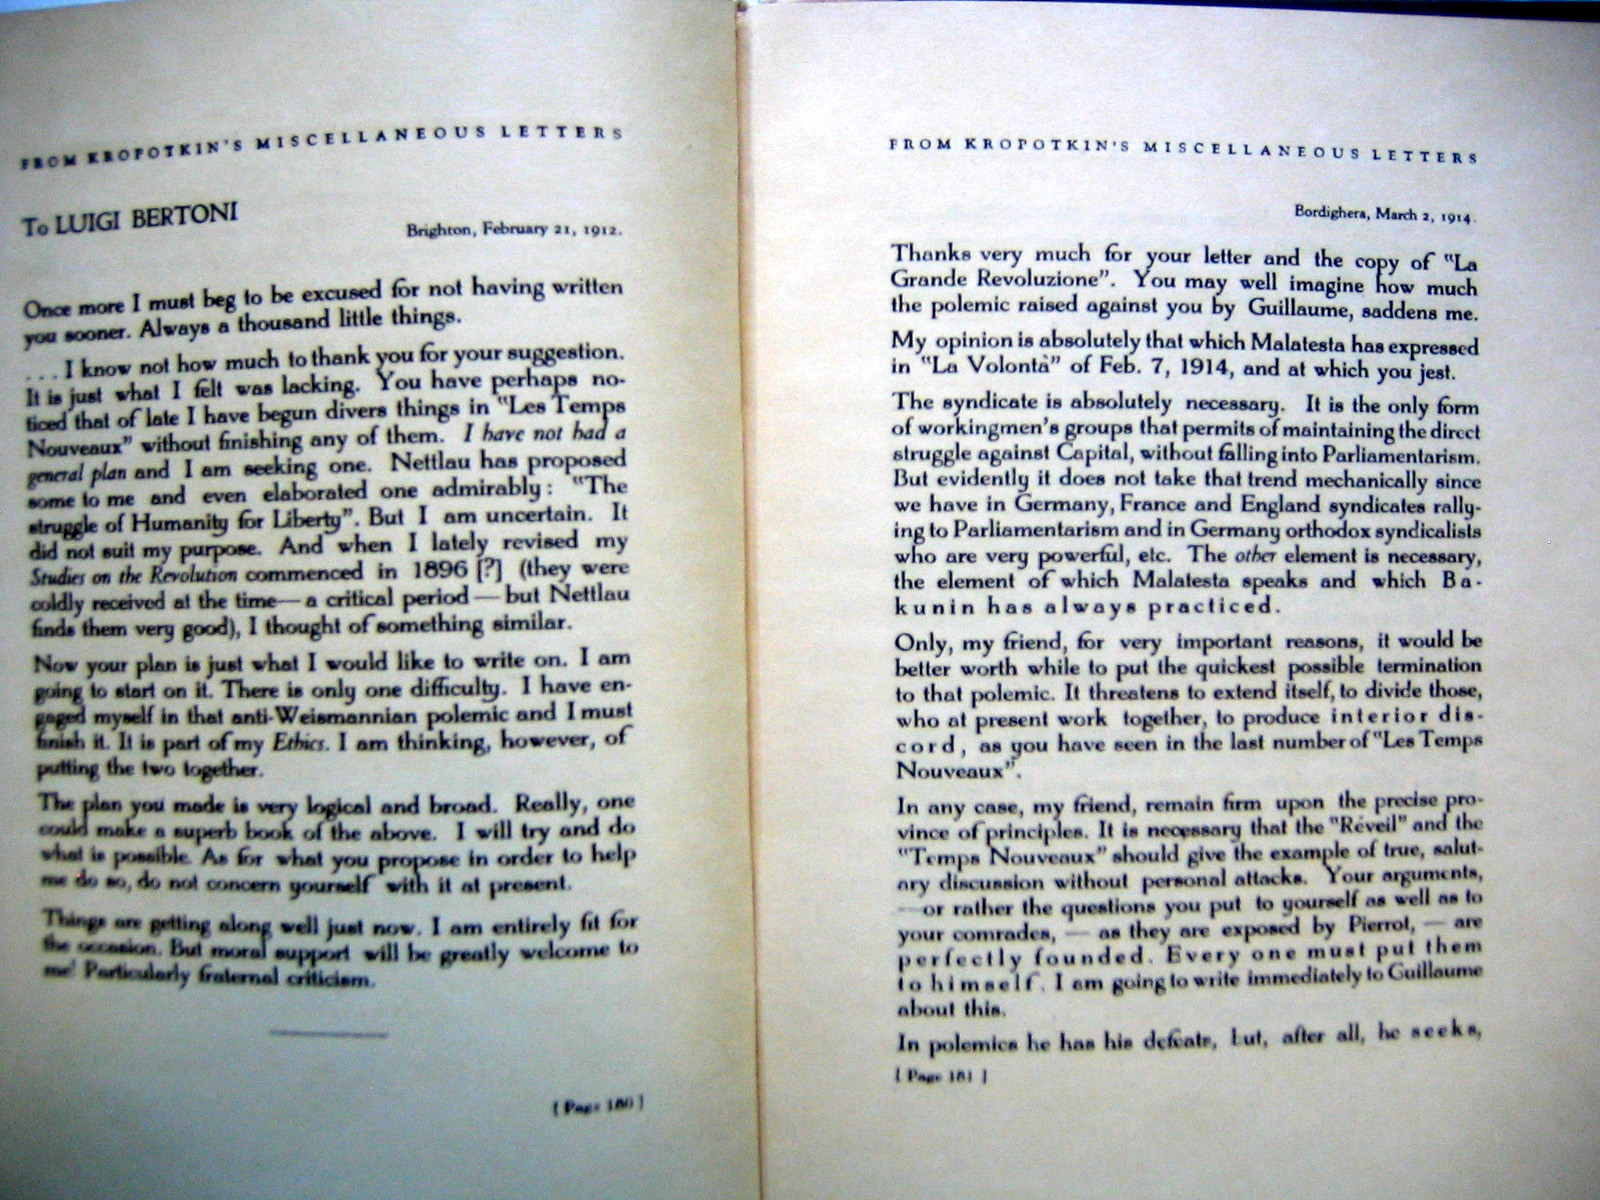 FROM KROPOTKIN'S MISCELLANEOUS LETTERS
To LUIGI BERTONI
Brighton, February 21, 1912.
Once more I must beg to be excused for not having written
you sooner. Always a thousand little things.
. . . I know not how much to thank you for your suggestion.
It is just what I felt was lacking. You have perhaps no-
ticed that of late I have begun divers things in "Les Temps
Nouveaux" without finishing any of them. I have not had a
general plan and I am seeking one. Nettlau has proposed
some to me and even elaborated one admirably: "The
struggle of Humanity for Liberty". But I am uncertain. It
did not suit my purpose. And when I lately revised my
Studies on the Revolution commenced in 1896 [?] (they were
coldly received at the time—a critical period—but Nettlau
finds them very good), I thought of something similar.
Now your plan is just what I would like to write on. I am
going to start on it. There is only one difficulty. I have en-
gaged myself in that anti-Weismannian polemic and I must
finish it. It is part of my Ethics. I am thinking, however, of
putting the two together.
The plan you made is very logical and broad. Really, one
could make a superb book of the above. I will try and do
what is possible. As for what you propose in order to help
me do so, do not concern yourself with it at present.
Things are getting along well just now. I am entirely fit for
the occasion. But moral support will be greatly welcome to
me! Particularly fraternal criticism.
[ Page 180 ]
FROM KROPOTKIN'S MISCELLANEOUS LETTERS
Bordighera, March 2, 1914.
Thanks very much for your letter and the copy of "La
Grande Revoluzione". You may well imagine how much
the polemic raised against you by Guillaume, saddens me.
My opinion is absolutely that which Malatesta has expressed
in "La Volontà" of Feb. 7, 1914, and at which you jest.
The syndicate is absolutely necessary. It is the only form
of workingmen's groups that permits of maintaining the direct
struggle against Capital, without falling into Parliamentarism.
But evidently it does not take that trend mechanically since
we have in Germany, France and England syndicates rally-
ing to Parliamentarism and in Germany orthodox syndicalists
who are very powerful, etc. The other element is necessary,
the element of which Malatesta speaks and which Ba-
kunin has always practiced.
Only, my friend, for very important reasons, it would be
better worth while to put the quickest possible termination
to that polemic. It threatens to extend itself, to divide those,
who at present work together, to produce interior dis-
cord, as you have seen in the last number of "Les Temps
Nouveaux".
In any case, my friend, remain firm upon the precise pro-
vince of principles. It is necessary that the "Réveil" and the
"Temps Nouveaux" should give the example of true, salut-
ary discussion without personal attacks. Your arguments,
—or rather the questions you put to yourself as well as to
your comrades, — as they are exposed by Pierrot, — are
perfectly founded. Every one must put them
to himself. I am going to write immediately to Guillaume
about this.
In polemics he has his defeats, but, after all, he seeks,
[ Page 181 ]